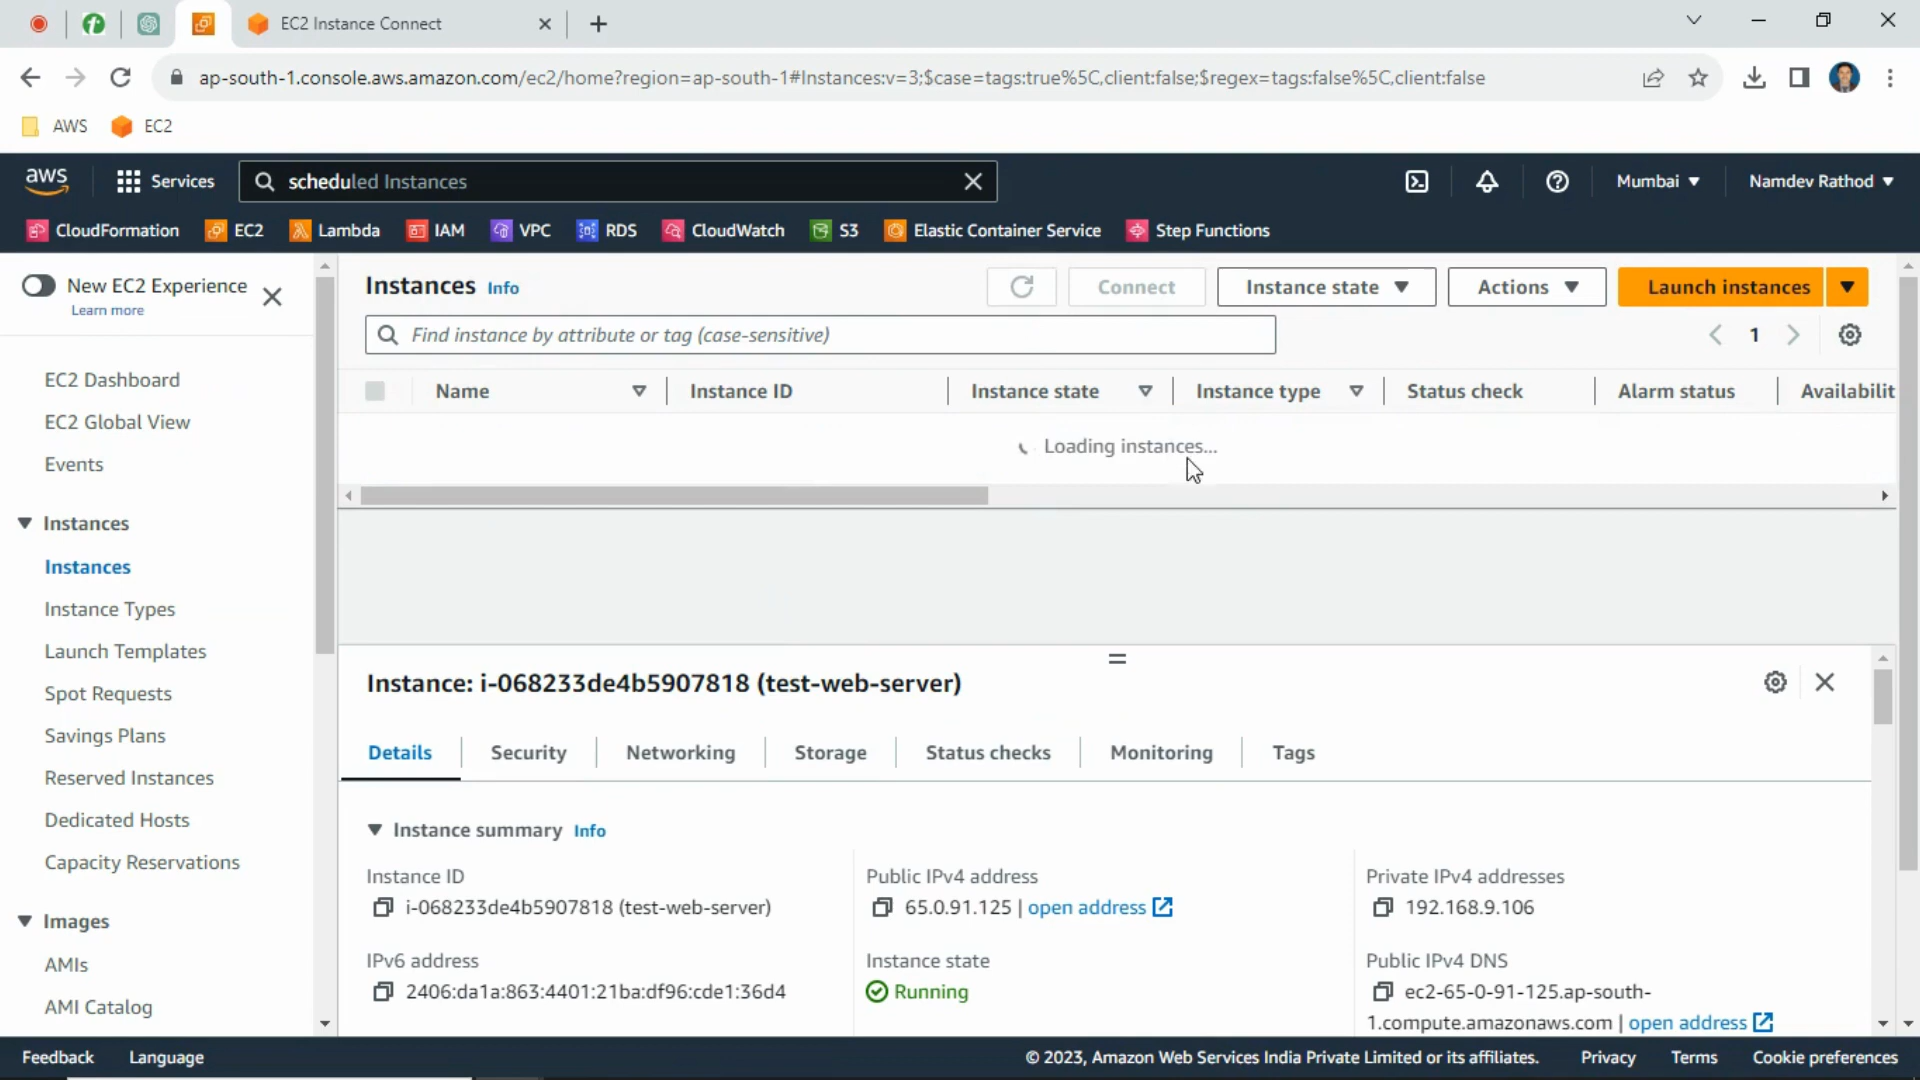 EC2 Instance Connect
ap-south-1.console.aws.amazon.com/ec2/home?region=ap-south-1#Instances:v=3;$case=tags:true%5C,client:false;$regex=tags:false%5C,client:false
AWS EC2
aws Services scheduled Instances Mumbai Namdev Rathod
CloudFormation EC2 Lambda IAM VPC RDS CloudWatch S3 Elastic Container Service Step Functions
New EC2 Experience
Learn more
EC2 Dashboard
EC2 Global View
Events
Instances
Instances
Instance Types
Launch Templates
Spot Requests
Savings Plans
Reserved Instances
Dedicated Hosts
Capacity Reservations
Images
AMIs
AMI Catalog
Instances Info Connect Instance state Actions Launch instances
Find instance by attribute or tag (case-sensitive) 1
Name Instance ID Instance state Instance type Status check Alarm status Availabilit
Loading instances...
Instance: i-068233de4b5907818 (test-web-server)
Details Security Networking Storage Status checks Monitoring Tags
Instance summary Info
Instance ID
i-068233de4b5907818 (test-web-server)
Public IPv4 address
65.0.91.125 | open address
Private IPv4 addresses
192.168.9.106
IPv6 address
2406:da1a:863:4401:21ba:df96:cde1:36d4
Instance state
Running
Public IPv4 DNS
ec2-65-0-91-125.ap-south-
1.compute.amazonaws.com | open address
Feedback Language © 2023, Amazon Web Services India Private Limited or its affiliates. Privacy Terms Cookie preferences